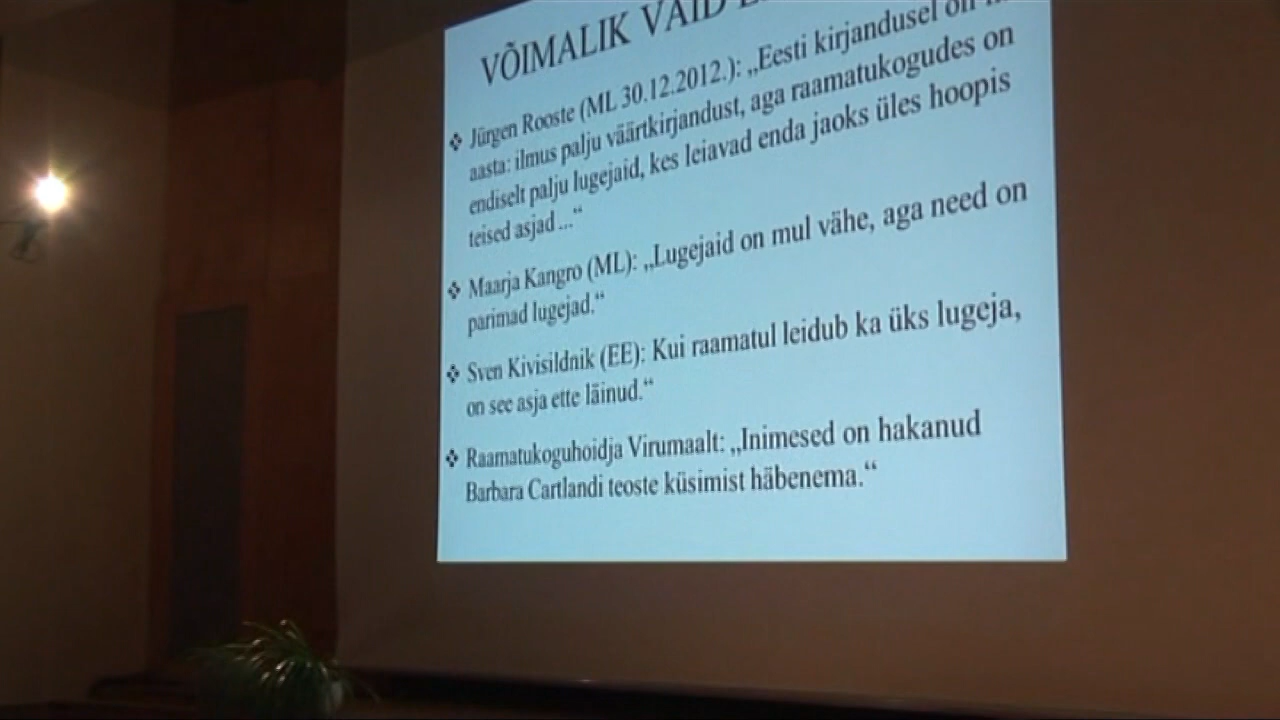 VÕIMALIK VAID
❖ Jürgen Rooste (ML 30.12.2012.): „Eesti kirjandusel on
aasta: ilmus palju väärtkirjandust, aga raamatukogudes on
endiselt palju lugejaid, kes leiavad enda jaoks üles hoopis
teised asjad ...“
❖ Maarja Kangro (ML): „Lugejaid on mul vähe, aga need on
parimad lugejad.“
❖ Sven Kivisildnik (EE): Kui raamatul leidub ka üks lugeja,
on see asja ette läinud.“
❖ Raamatukoguhoidja Virumaalt: „Inimesed on hakanud
Barbara Cartlandi teoste küsimist häbenema.“